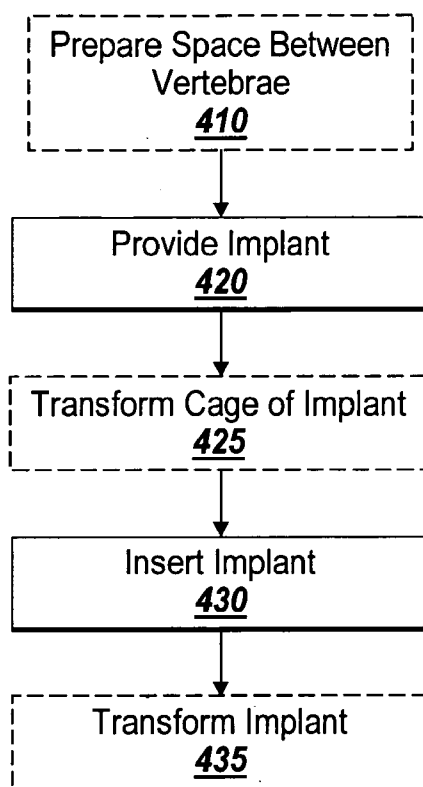 Prepare Space Between
Vertebrae
410
Provide Implant
420
Transform Cage of Implant
425
Insert Implant
430
Transform Implant
435